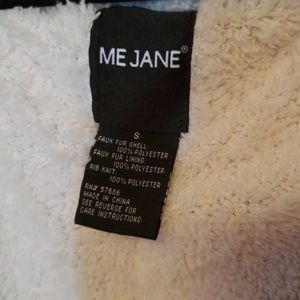 ME JANE®
S
FAUX FUR SHELL:
100% POLYESTER
FAUX FUR LINING:
100% POLYESTER
RIB KNIT:
100% POLYESTER
RN# 57686
MADE IN CHINA
SEE REVERSE FOR
CARE INSTRUCTIONS: